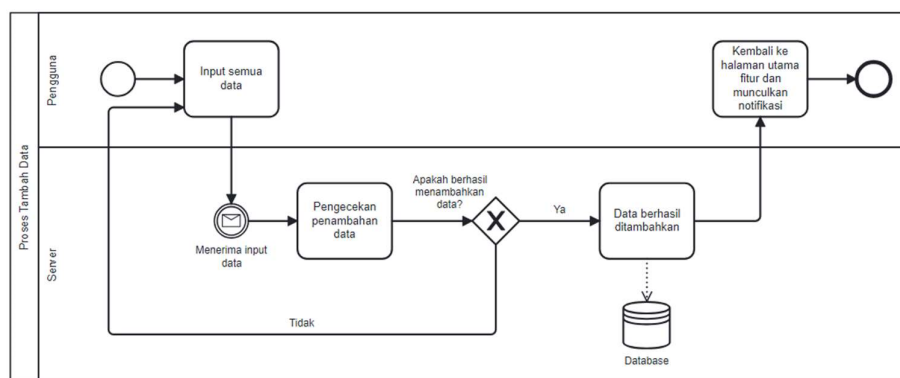 Proses Tambah Data
Pengguna
Input semua
data
Kembali ke
halaman utama
fitur dan
munculkan
notifikasi
Server
Menerima input
data
Pengecekan
penambahan
data
Apakah berhasil
menambahkan
data?
Ya
Data berhasil
ditambahkan
Tidak
Database